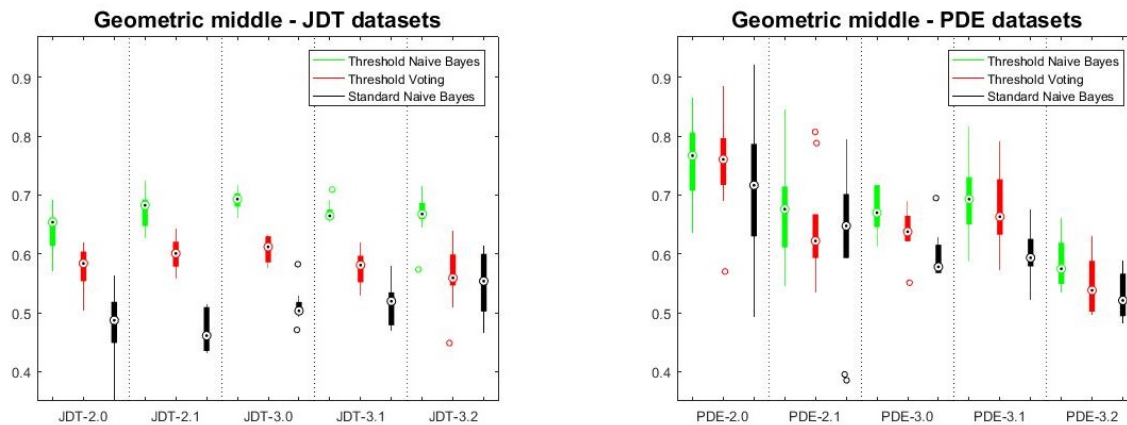 Geometric middle - JDT datasets
0.9
0.8
0.7
0.6
0.5
0.4
Threshold Naive Bayes
Threshold Voting
Standard Naive Bayes
JDT-2.0 JDT-2.1 JDT-3.0 JDT-3.1 JDT-3.2
Geometric middle - PDE datasets
0.9
0.8
0.7
0.6
0.5
0.4
Threshold Naive Bayes
Threshold Voting
Standard Naive Bayes
PDE-2.0 PDE-2.1 PDE-3.0 PDE-3.1 PDE-3.2